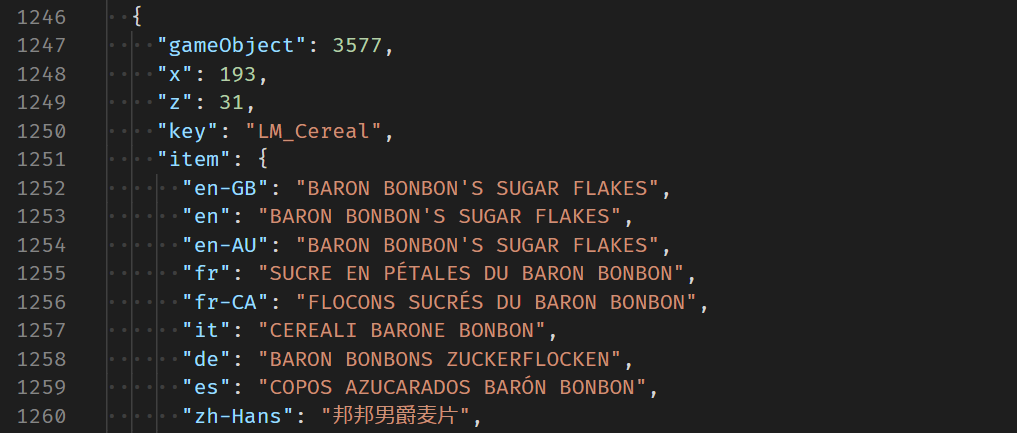 1246 {
1247 "gameObject": 3577,
1248 "x": 193,
1249 "z": 31,
1250 "key": "LM_Cereal",
1251 "item": {
1252 "en-GB": "BARON BONBON'S SUGAR FLAKES",
1253 "en": "BARON BONBON'S SUGAR FLAKES",
1254 "en-AU": "BARON BONBON'S SUGAR FLAKES",
1255 "fr": "SUCRE EN PÉTALES DU BARON BONBON",
1256 "fr-CA": "FLOCONS SUCRÉS DU BARON BONBON",
1257 "it": "CEREALI BARONE BONBON",
1258 "de": "BARON BONBONS ZUCKERFLOCKEN",
1259 "es": "COPOS AZUCARADOS BARÓN BONBON",
1260 "zh-Hans": "邦邦男爵麦片",